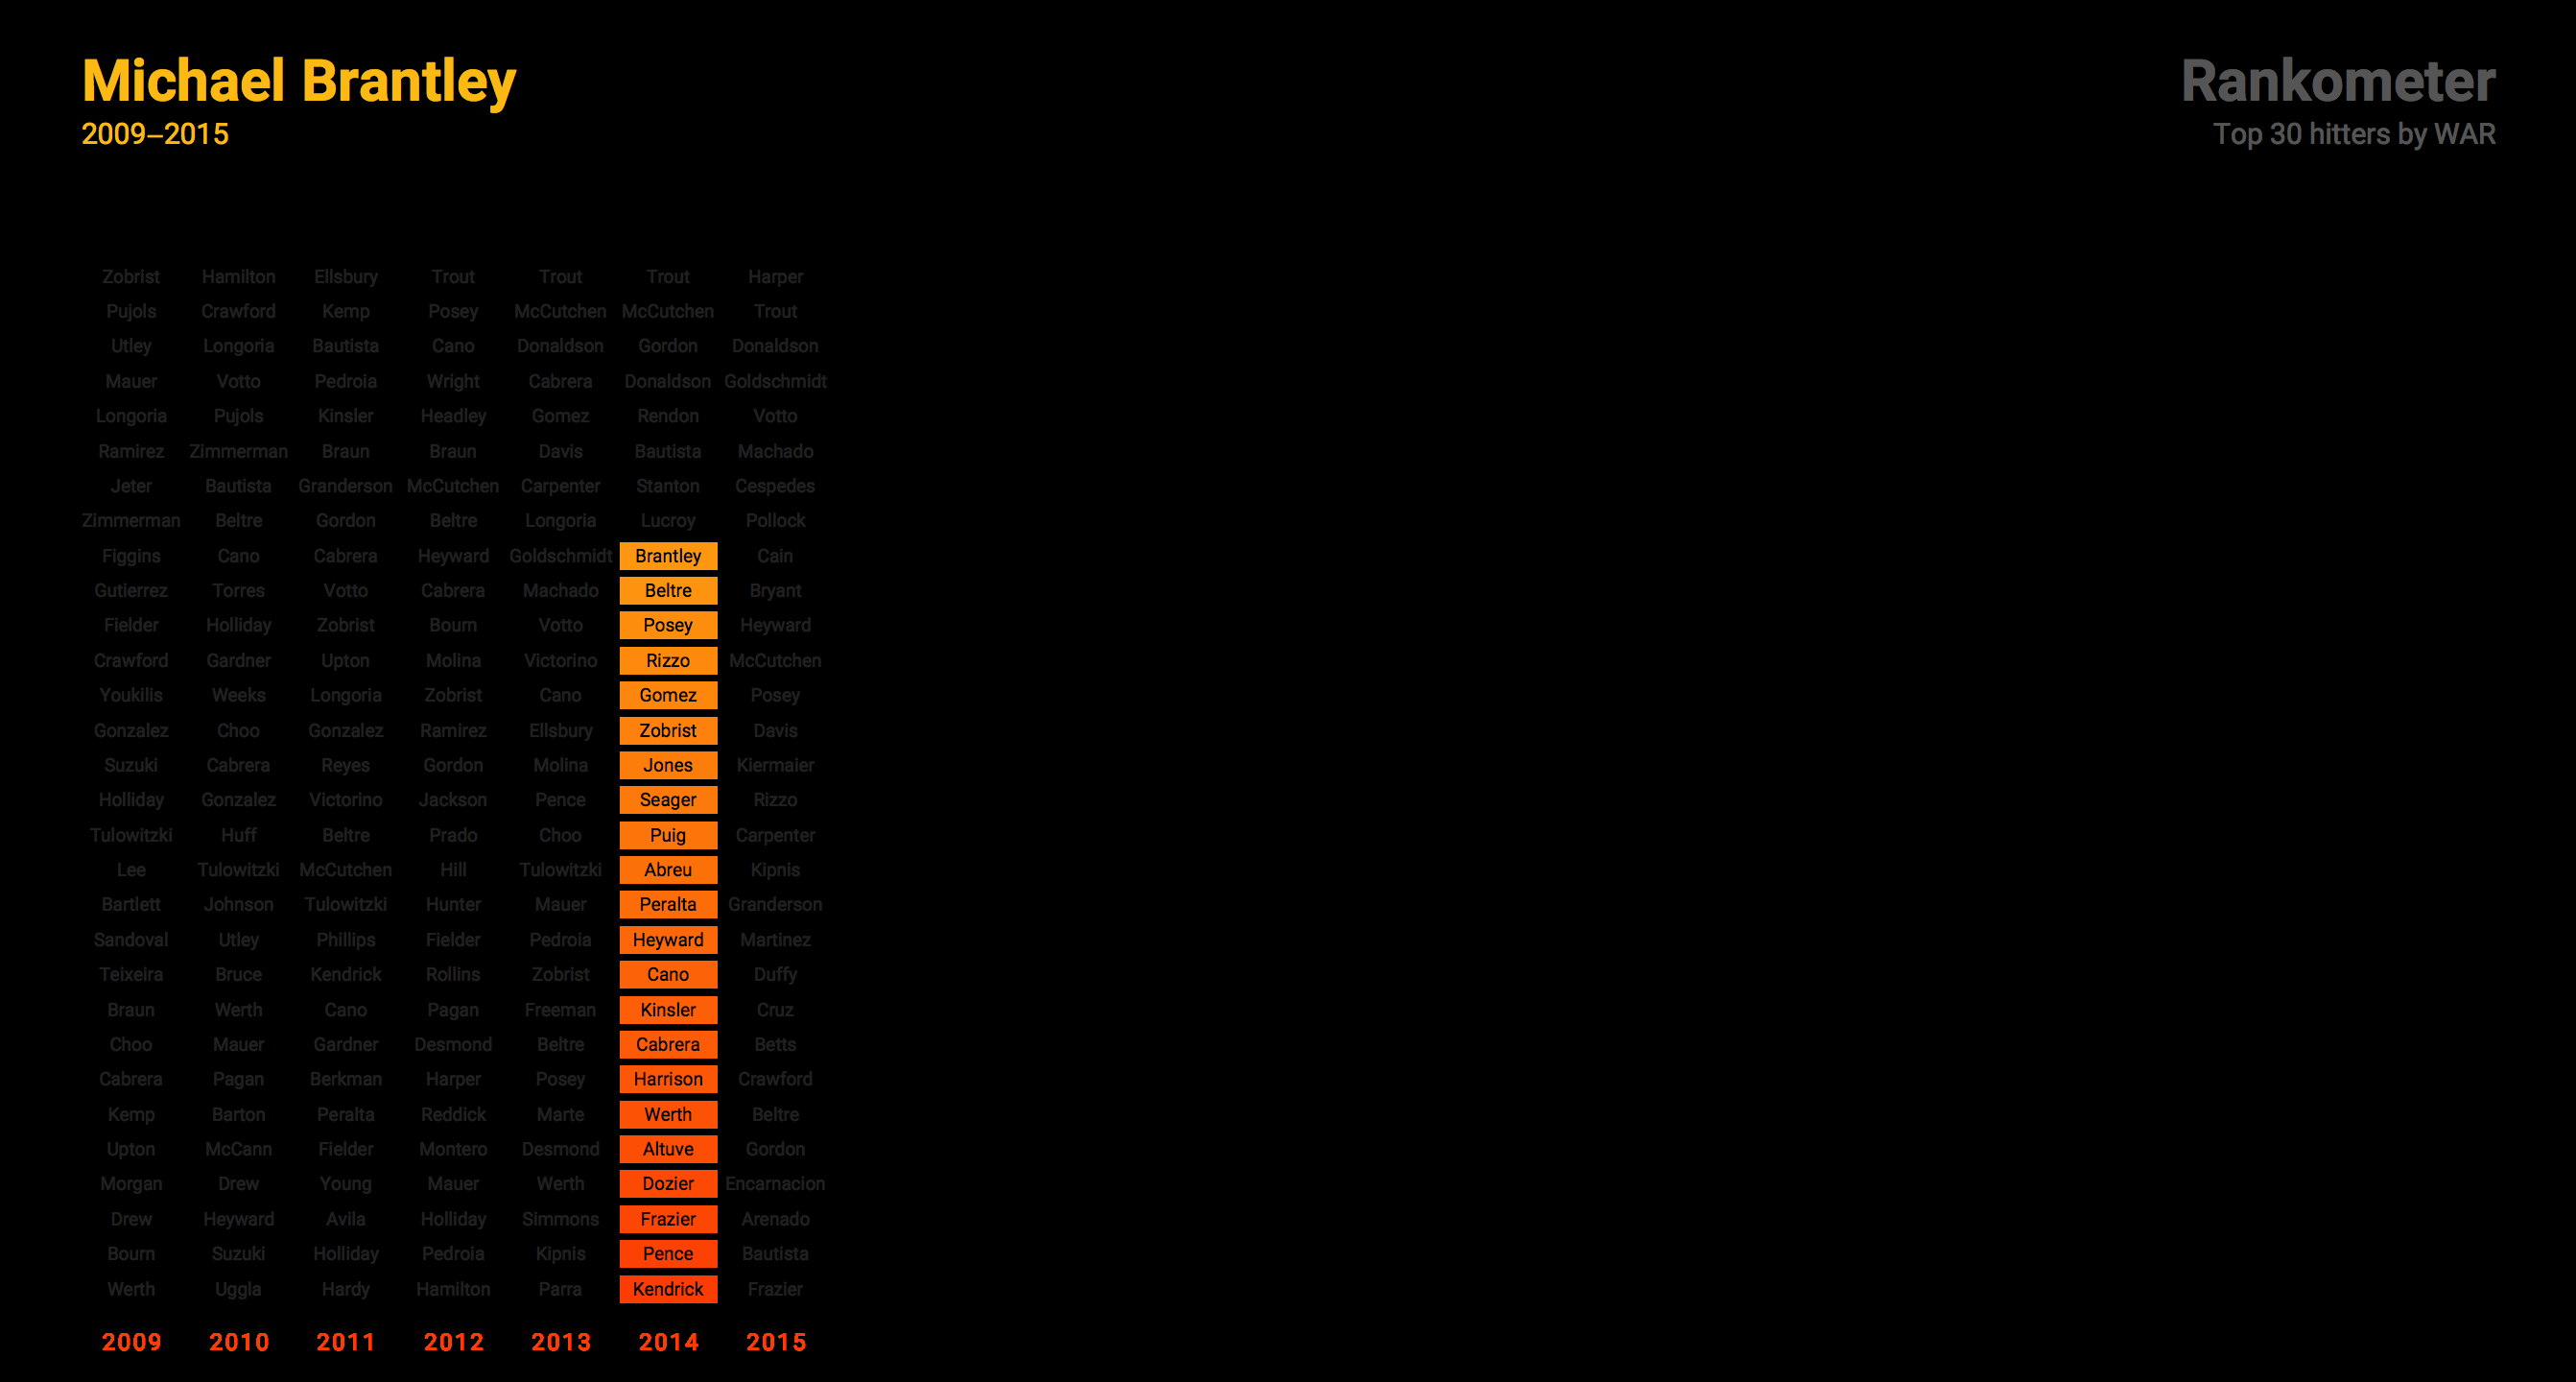 Michael Brantley
2009–2015
Rankometer
Top 30 hitters by WAR
Zobrist Hamilton Ellsbury Trout Trout Trout Harper
Pujols Crawford Kemp Posey McCutchen McCutchen Trout
Utley Longoria Bautista Cano Donaldson Gordon Donaldson
Mauer Votto Pedroia Wright Cabrera Donaldson Goldschmidt
Longoria Pujols Kinsler Headley Gomez Rendon Votto
Ramirez Zimmerman Braun Braun Davis Bautista Machado
Jeter Bautista Granderson McCutchen Carpenter Stanton Cespedes
Zimmerman Beltre Gordon Beltre Longoria Lucroy Pollock
Figgins Cano Cabrera Heyward Goldschmidt Brantley Cain
Gutierrez Torres Votto Cabrera Machado Beltre Bryant
Fielder Holliday Zobrist Bourn Votto Posey Heyward
Crawford Gardner Upton Molina Victorino Rizzo McCutchen
Youkilis Weeks Longoria Zobrist Cano Gomez Posey
Gonzalez Choo Gonzalez Ramirez Ellsbury Zobrist Davis
Suzuki Cabrera Reyes Gordon Molina Jones Kiermaier
Holliday Gonzalez Victorino Jackson Pence Seager Rizzo
Tulowitzki Huff Beltre Prado Choo Puig Carpenter
Lee Tulowitzki McCutchen Hill Tulowitzki Abreu Kipnis
Bartlett Johnson Tulowitzki Hunter Mauer Peralta Granderson
Sandoval Utley Phillips Fielder Pedroia Heyward Martinez
Teixeira Bruce Kendrick Rollins Zobrist Cano Duffy
Braun Werth Cano Pagan Freeman Kinsler Cruz
Choo Mauer Gardner Desmond Beltre Cabrera Betts
Cabrera Pagan Berkman Harper Posey Harrison Crawford
Kemp Barton Peralta Reddick Marte Werth Beltre
Upton McCann Fielder Montero Desmond Altuve Gordon
Morgan Drew Young Mauer Werth Dozier Encarnacion
Drew Heyward Avila Holliday Simmons Frazier Arenado
Bourn Suzuki Holliday Pedroia Kipnis Pence Bautista
Werth Uggla Hardy Hamilton Parra Kendrick Frazier
2009 2010 2011 2012 2013 2014 2015